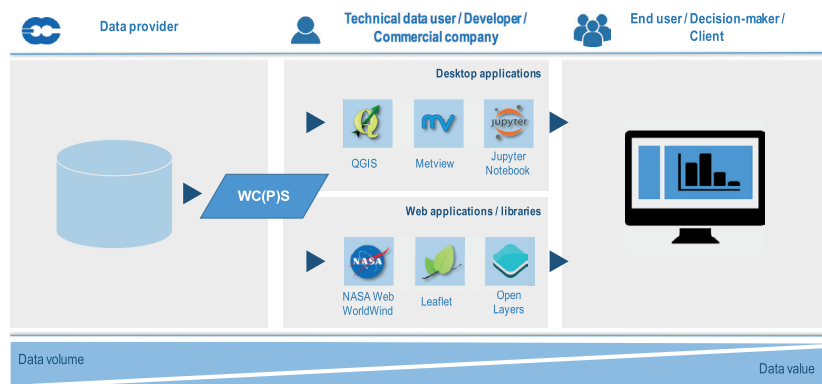 Data provider
Technical data user / Developer /
Commercial company
End user / Decision-maker /
Client
Desktop applications
QGIS
Metview
jupyter
Jupyter
Notebook
WC(P)S
Web applications / libraries
NASA
NASA Web
WorldWind
Leaflet
Open
Layers
Data volume
Data value